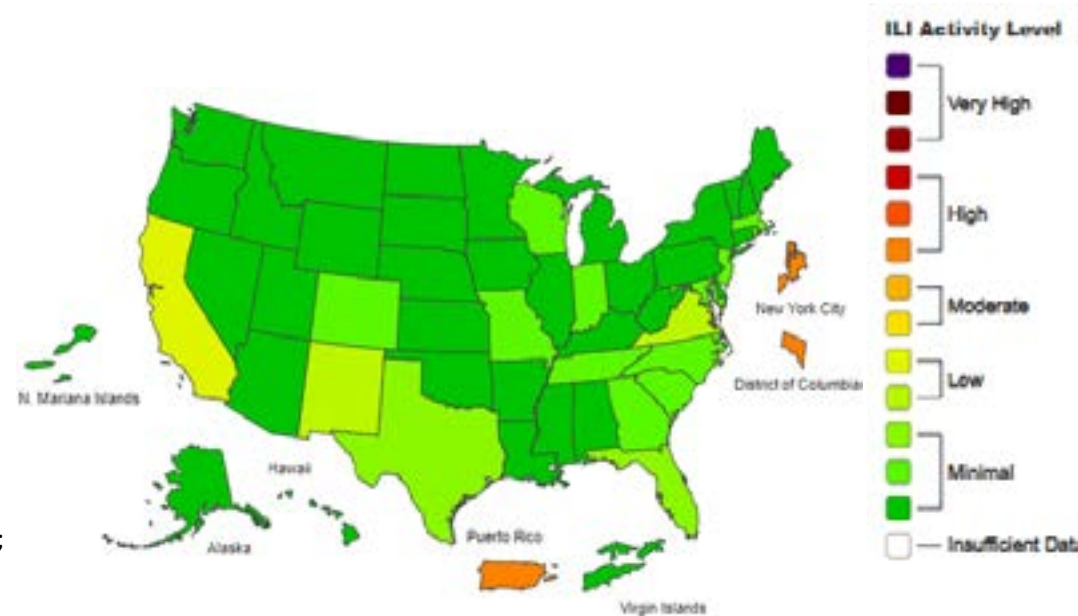 ILI Activity Level
Very High
High
Moderate
Low
Minimal
Insufficient Data
New York City
District of Columbia
N. Mariana Islands
Hawaii
Alaska
Puerto Rico
Virgin Islands
;